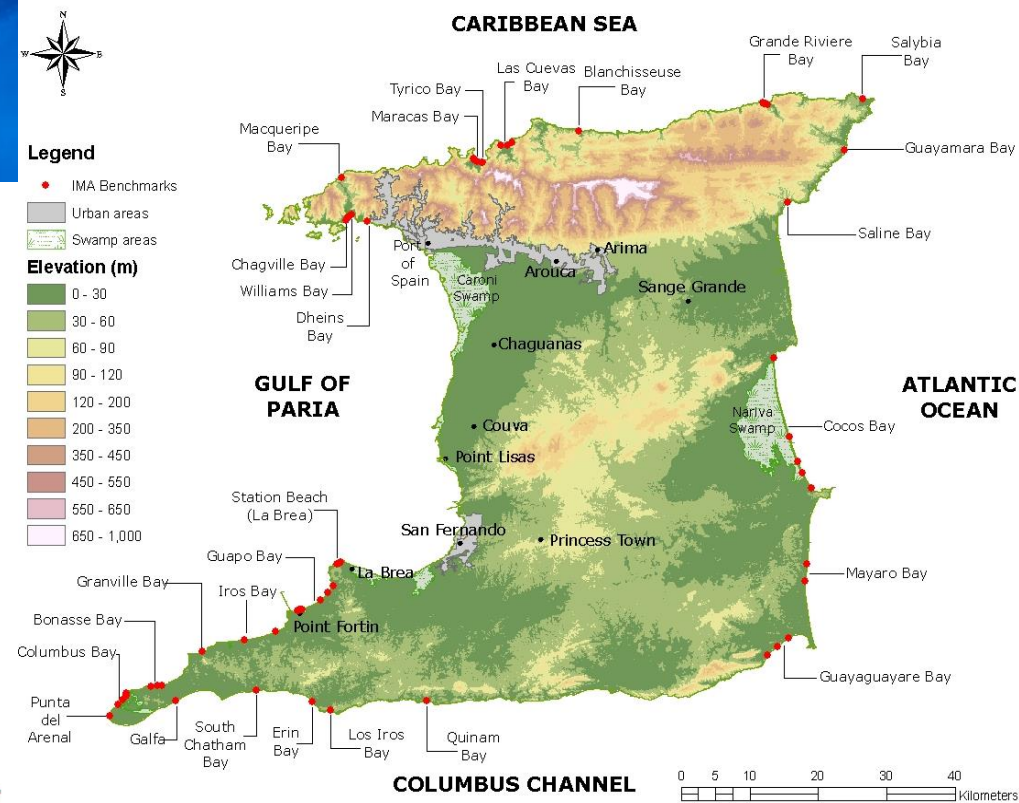 N
W E
S
CARIBBEAN SEA
Grande Riviere
Bay
Salybia
Bay
Las Cuevas
Bay
Blanchisseuse
Bay
Tyrico Bay
Maracas Bay
Macqueripe
Bay
Guayamara Bay
Saline Bay
Legend
IMA Benchmarks
Urban areas
Swamp areas
Elevation (m)
0 - 30
30 - 60
60 - 90
90 - 120
120 - 200
200 - 350
350 - 450
450 - 550
550 - 650
650 - 1,000
Chagville Bay
Williams Bay
Dheins
Bay
Port
of
Spain
Caroni
Swamp
Arima
Arouca
Sange Grande
Chaguanas
GULF OF
PARIA
ATLANTIC
OCEAN
Nariva
Swamp
Cocos Bay
Couva
Point Lisas
Station Beach
(La Brea)
San Fernando
Princess Town
Guapo Bay
La Brea
Mayaro Bay
Granville Bay
Iros Bay
Point Fortin
Bonasse Bay
Columbus Bay
Guayaguayare Bay
Punta
del
Arenal
Galfa
South
Chatham
Bay
Erin
Bay
Los Iros
Bay
Quinam
Bay
COLUMBUS CHANNEL
0 5 10 20 30 40
Kilometers